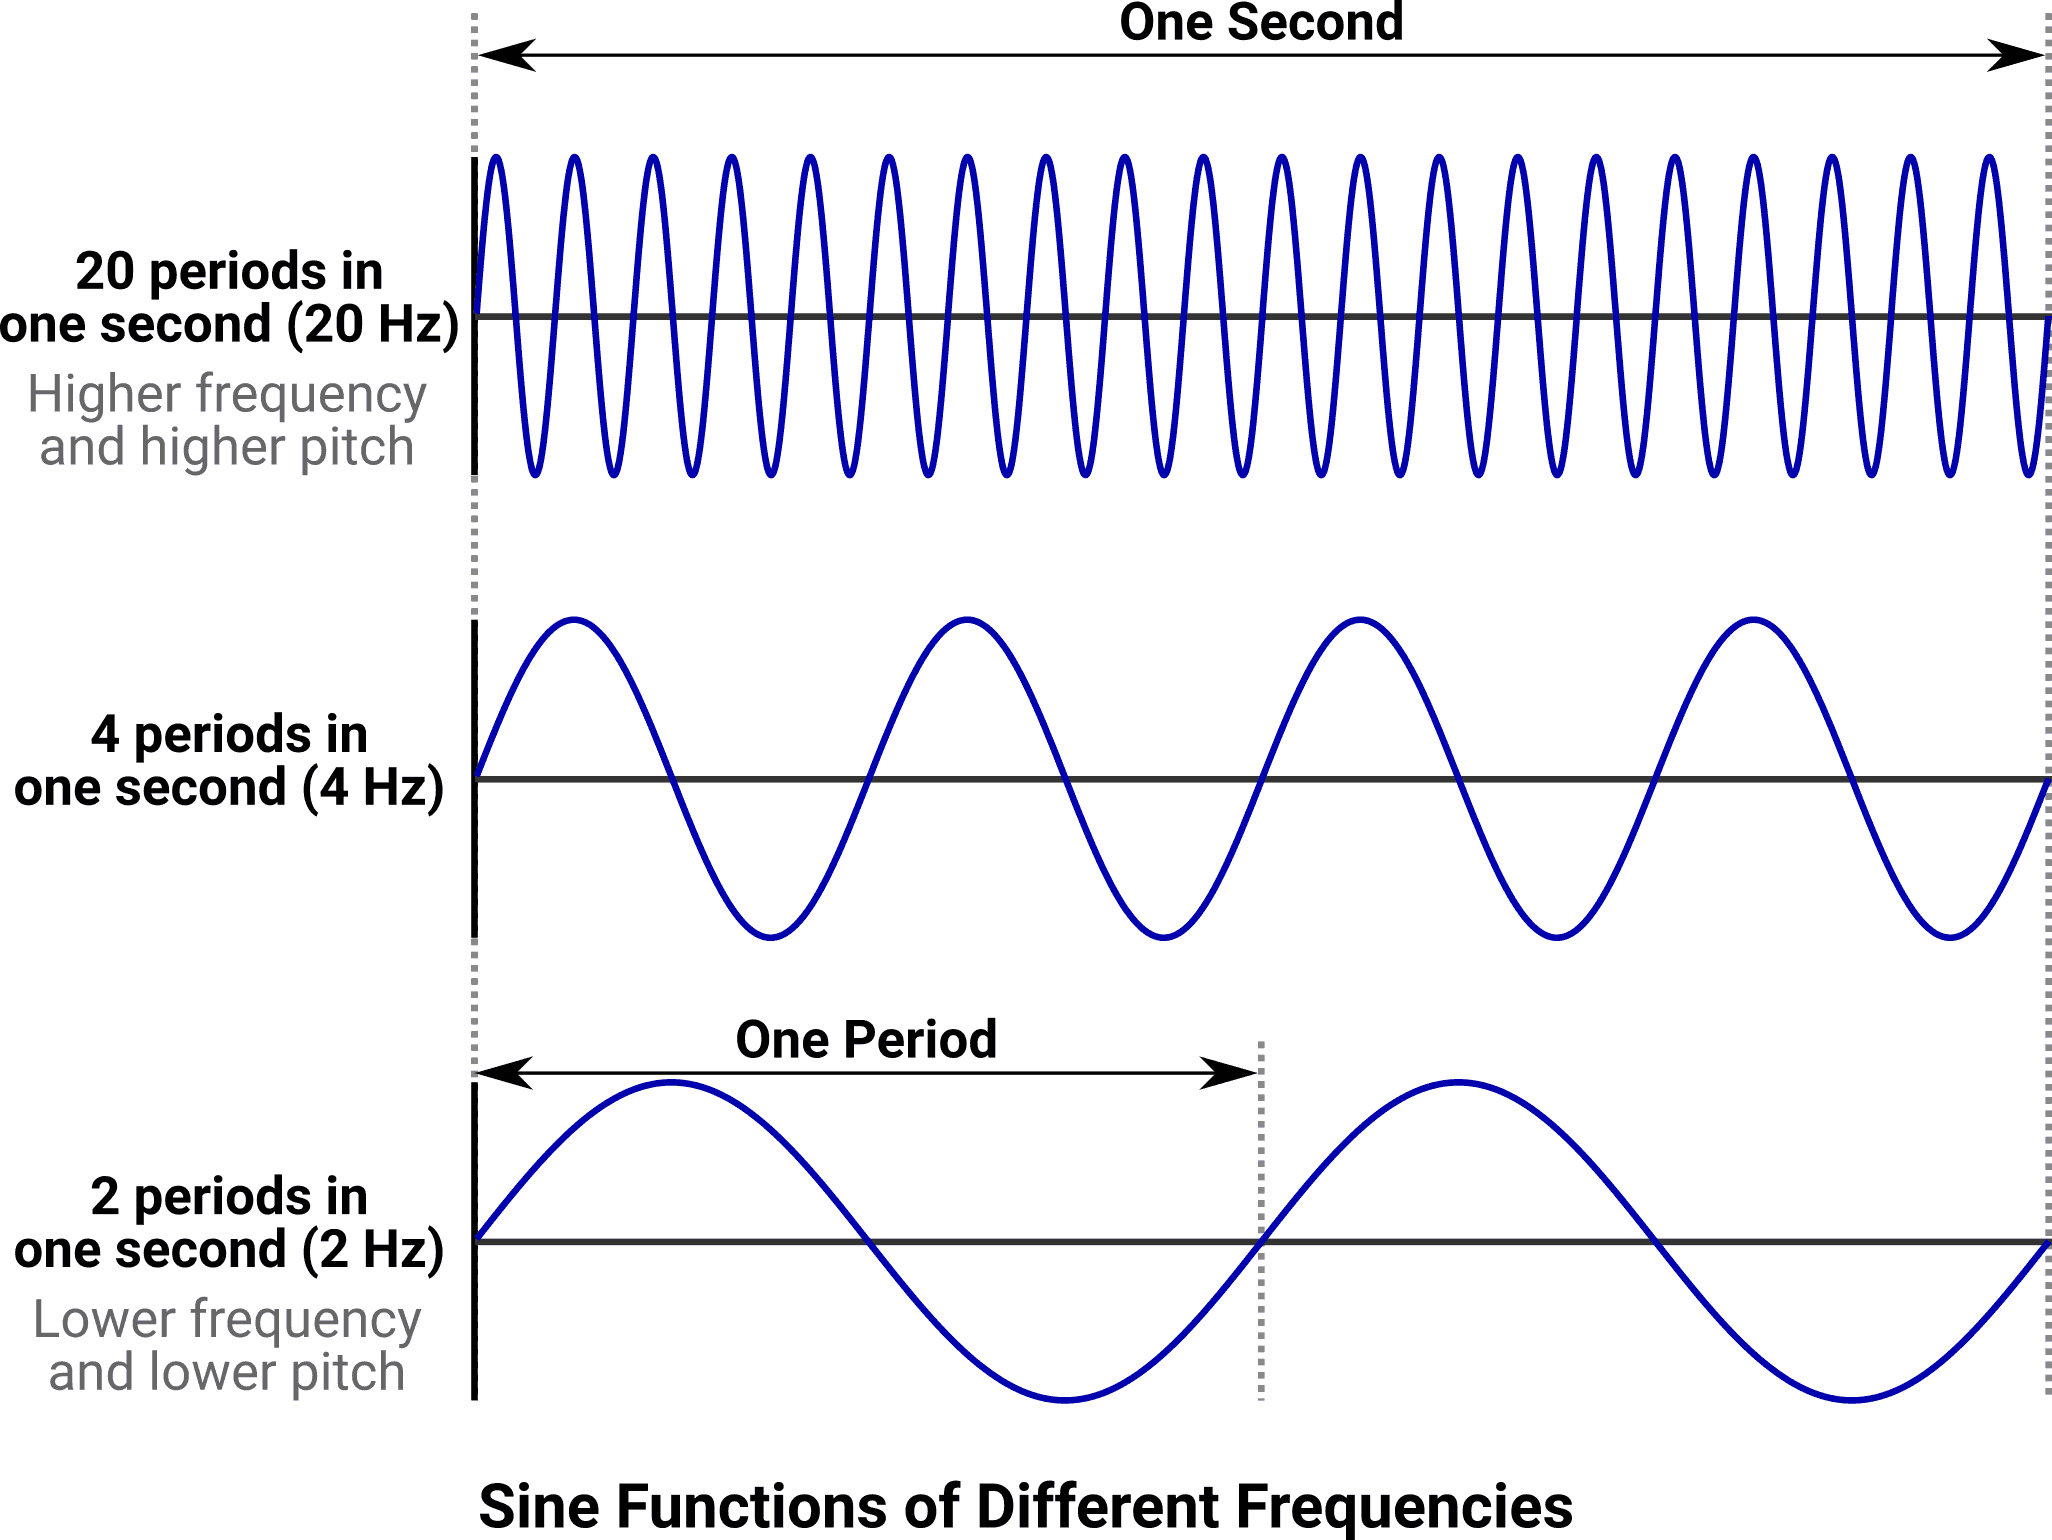 One Second
20 periods in
one second (20 Hz)
Higher frequency
and higher pitch
4 periods in
one second (4 Hz)
One Period
2 periods in
one second (2 Hz)
Lower frequency
and lower pitch
Sine Functions of Different Frequencies